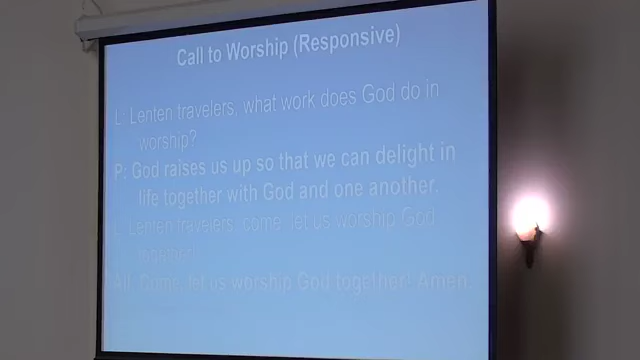 Call to Worship (Responsive)
L: Lenten travelers, what work does God do in
worship?
P: God raises us up so that we can delight in
life together with God and one another.
L: Lenten travelers, come, let us worship God
together!
All: Come, let us worship God together! Amen.